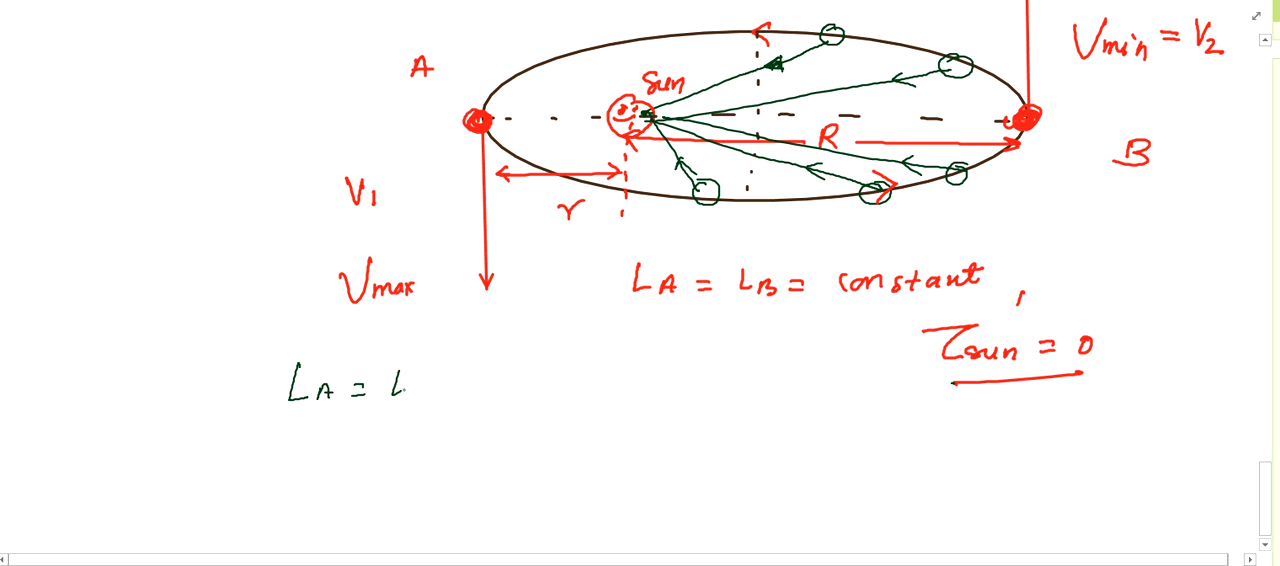 Vmin = V2
A
Sun
R
B
V1
r
Vmax
LA = LB = constant ,
τsun = 0
LA = L